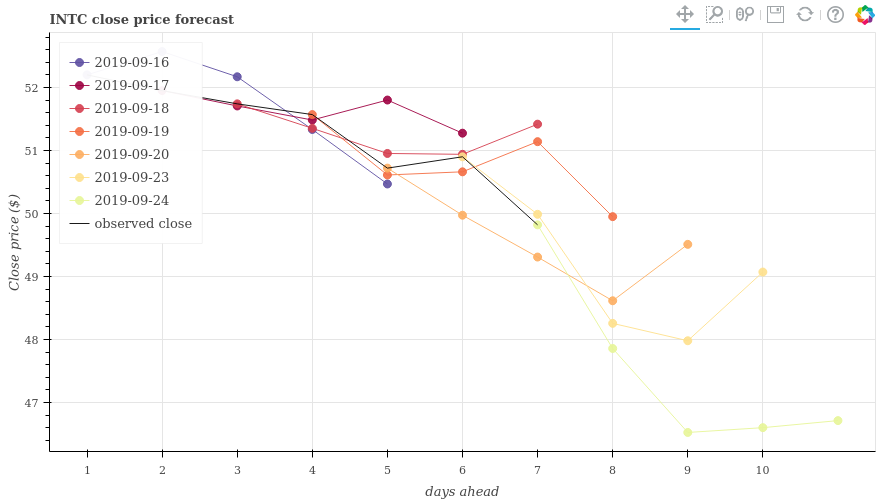 INTC close price forecast
2019-09-16
2019-09-17
2019-09-18
2019-09-19
2019-09-20
2019-09-23
2019-09-24
observed close
Close price ($)
52
51
50
49
48
47
1 2 3 4 5 6 7 8 9 10
days ahead